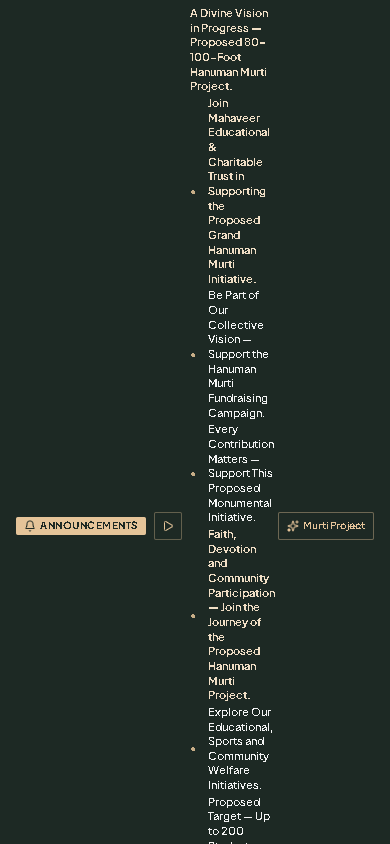 A Divine Vision
in Progress —
Proposed 80–
100-Foot
Hanuman Murti
Project.
Join
Mahaveer
Educational
&
Charitable
Trust in
Supporting
the
Proposed
Grand
Hanuman
Murti
Initiative.
Be Part of
Our
Collective
Vision —
Support the
Hanuman
Murti
Fundraising
Campaign.
Every
Contribution
Matters —
Support This
Proposed
Monumental
Initiative.
ANNOUNCEMENTS
Murti Project
Faith,
Devotion
and
Community
Participation
— Join the
Journey of
the
Proposed
Hanuman
Murti
Project.
Explore Our
Educational,
Sports and
Community
Welfare
Initiatives.
Proposed
Target — Up
to 200